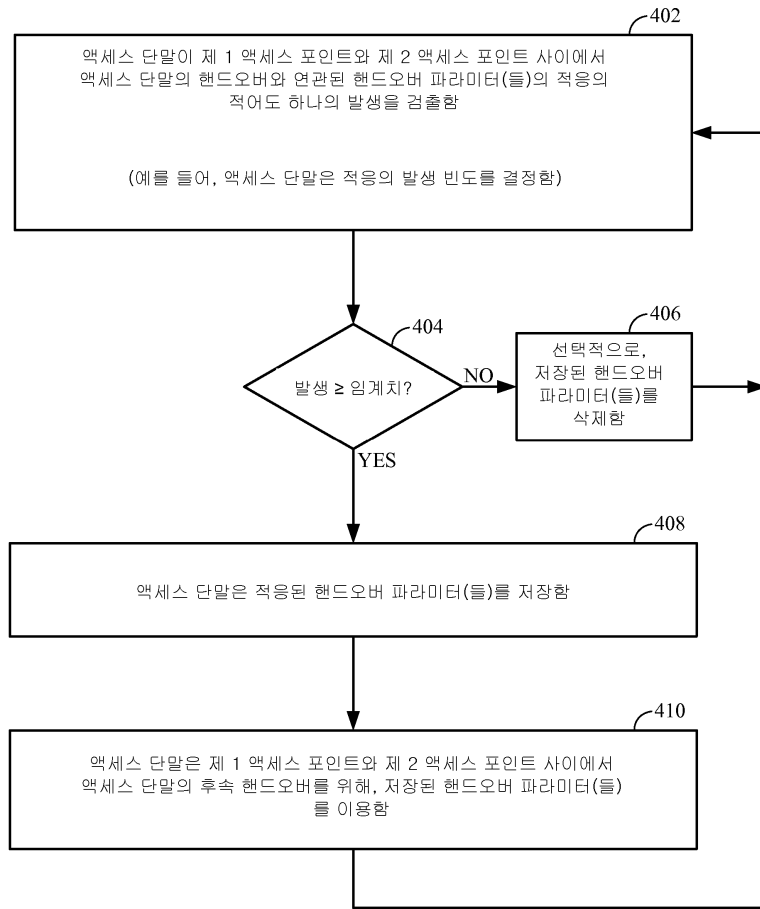 402
액세스 단말이 제 1 액세스 포인트와 제 2 액세스 포인트 사이에서
액세스 단말의 핸드오버와 연관된 핸드오버 파라미터(들)의 적응의
적어도 하나의 발생을 검출함
(예를 들어, 액세스 단말은 적응의 발생 빈도를 결정함)
404
발생 ≥ 임계치?
NO
YES
406
선택적으로,
저장된 핸드오버
파라미터(들)를
삭제함
408
액세스 단말은 적응된 핸드오버 파라미터(들)를 저장함
410
액세스 단말은 제 1 액세스 포인트와 제 2 액세스 포인트 사이에서
액세스 단말의 후속 핸드오버를 위해, 저장된 핸드오버 파라미터(들)
를 이용함